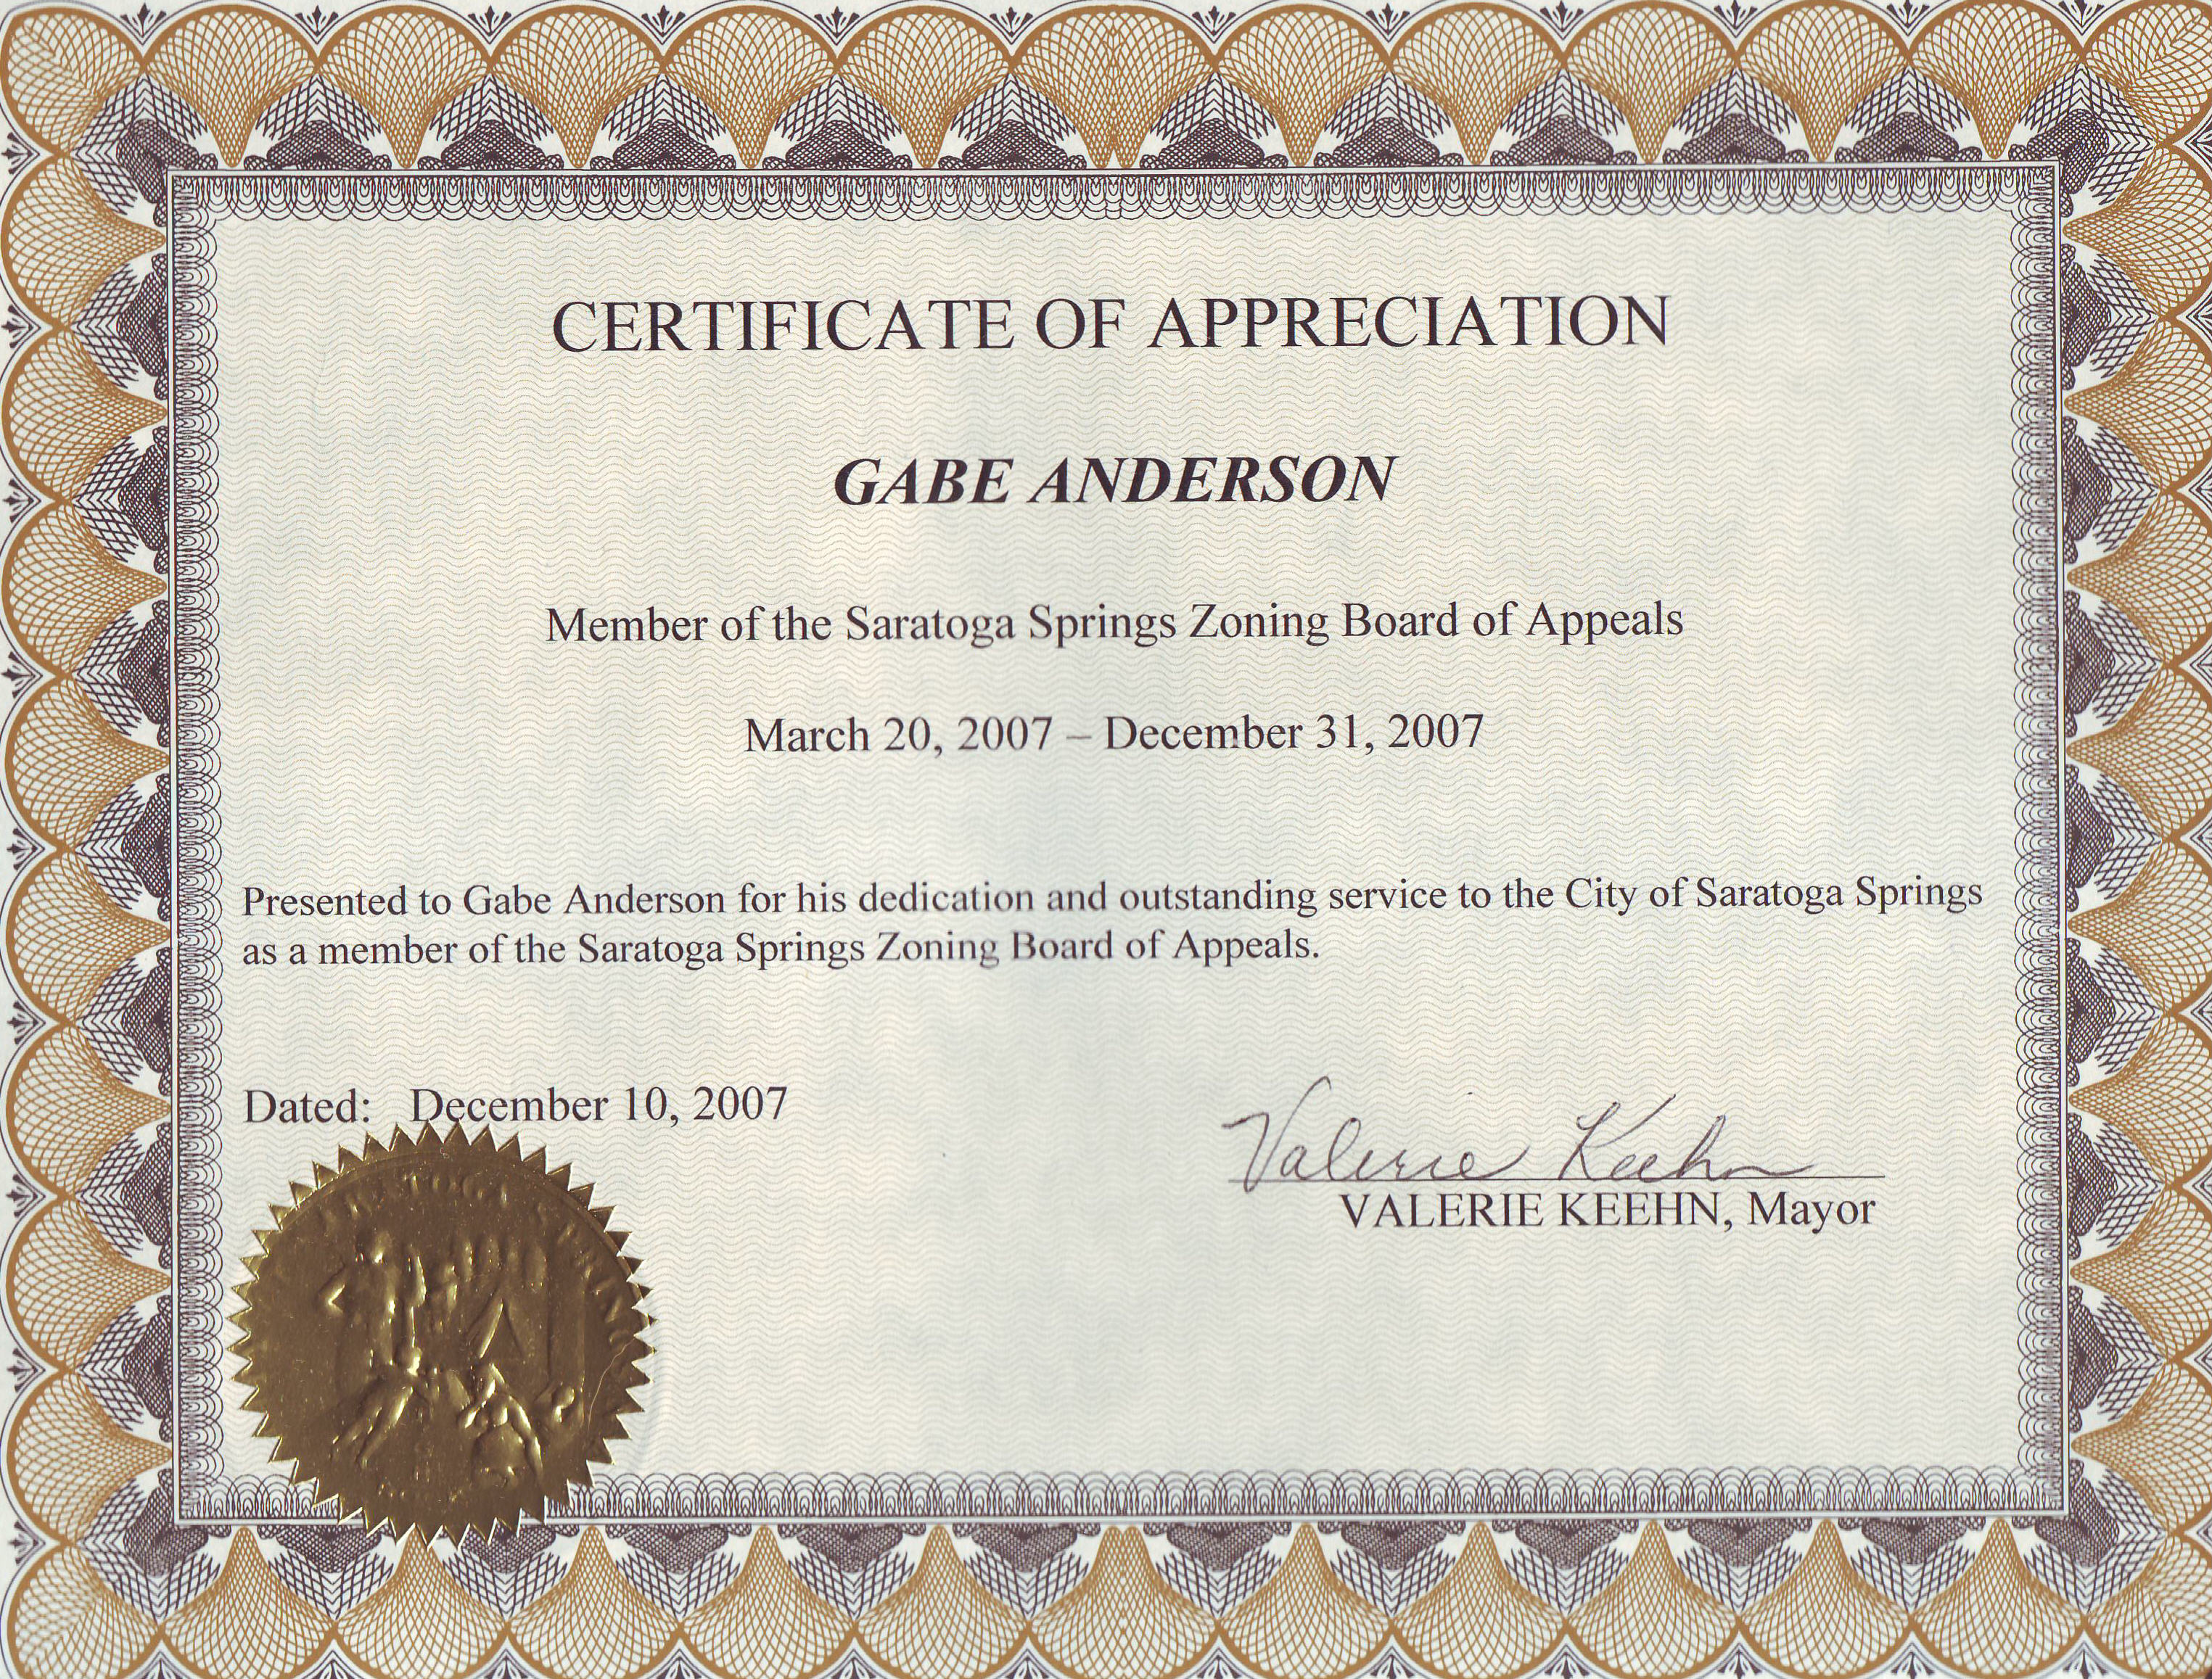 CERTIFICATE OF APPRECIATION
GABE ANDERSON
Member of the Saratoga Springs Zoning Board of Appeals
March 20, 2007 – December 31, 2007
Presented to Gabe Anderson for his dedication and outstanding service to the City of Saratoga Springs
as a member of the Saratoga Springs Zoning Board of Appeals.
Dated: December 10, 2007
Valerie Keehn
VALERIE KEEHN, Mayor